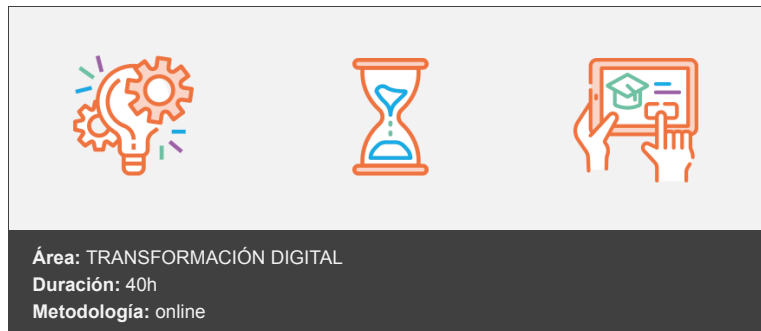 Área: TRANSFORMACIÓN DIGITAL
Duración: 40h
Metodología: online